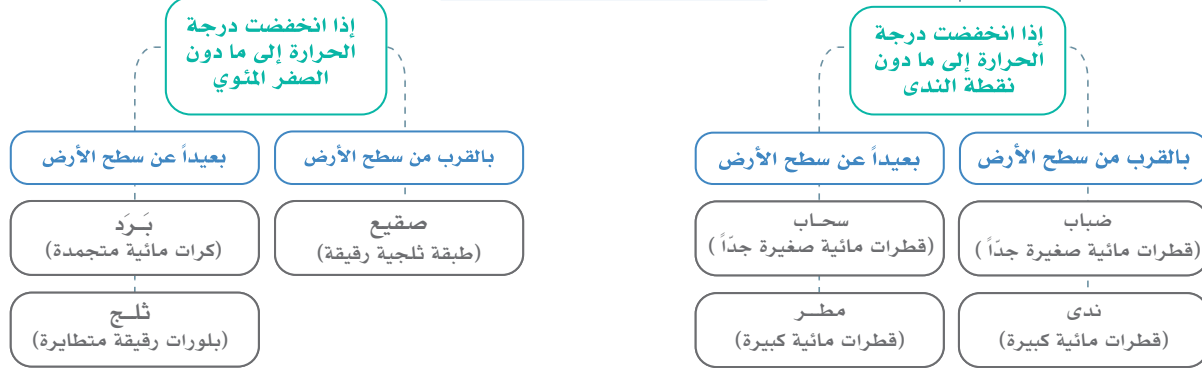 إذا انخفضت درجة
الحرارة إلى ما دون
نقطة الندى
بالقرب من سطح الأرض
ضباب
(قطرات مائية صغيرة جدّاً )
ندى
(قطرات مائية كبيرة)
بعيداً عن سطح الأرض
سحـاب
(قطرات مائية صغيرة جدّاً )
مطــر
(قطرات مائية كبيرة)
إذا انخفضت درجة
الحرارة إلى ما دون
الصفر المئوي
بالقرب من سطح الأرض
صقيع
(طبقة ثلجية رقيقة)
بعيداً عن سطح الأرض
بَـرَد
(كرات مائية متجمدة)
ثلــج
(بلورات رقيقة متطايرة)